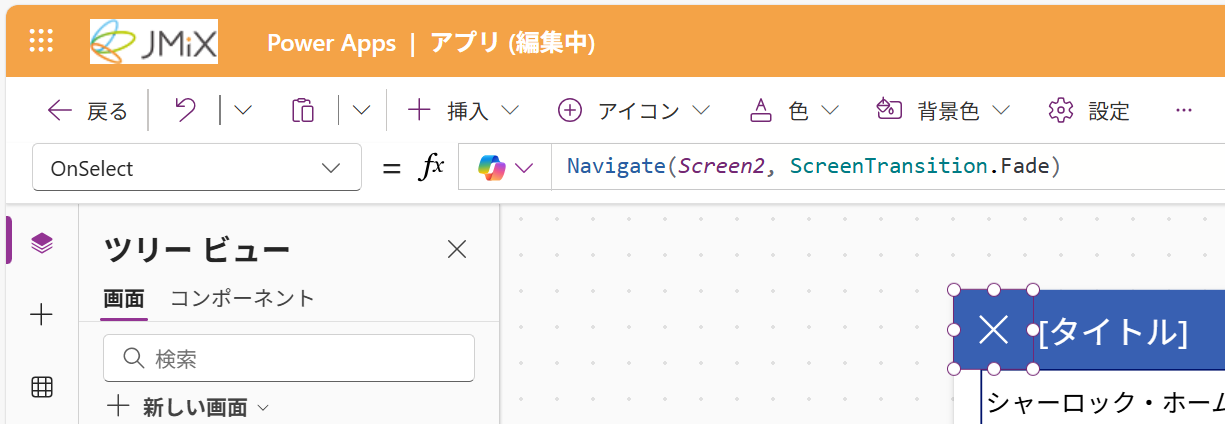 JMiX Power Apps | アプリ (編集中)
戻る 挿入 アイコン 色 背景色 設定 ...
OnSelect = fx Navigate(Screen2, ScreenTransition.Fade)
ツリー ビュー
画面 コンポーネント
[タイトル]
検索
新しい画面
シャーロック・ホーム